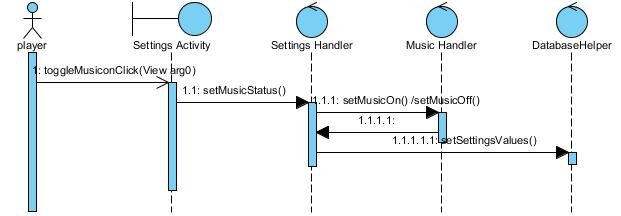 player
Settings Activity
Settings Handler
Music Handler
DatabaseHelper
1: toggleMusiconClick(View arg0)
1.1: setMusicStatus()
1.1.1: setMusicOn() /setMusicOff()
1.1.1.1:
1.1.1.1.1: setSettingsValues()